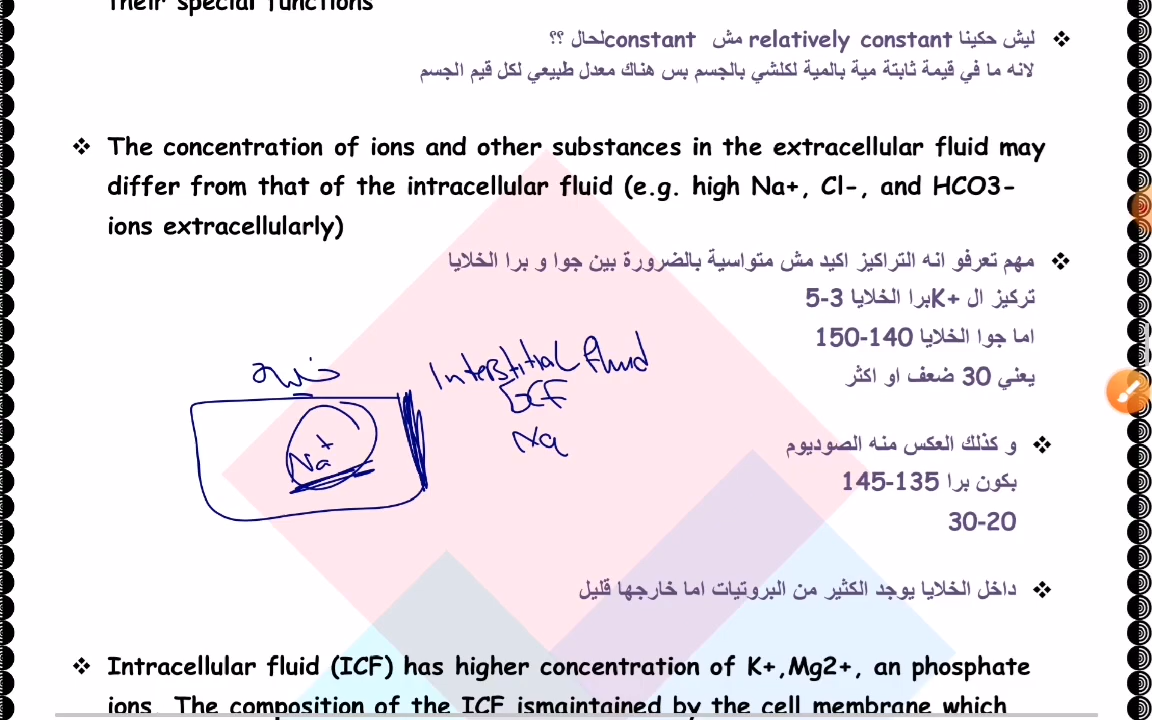 their special functions
❖ ليش حكينا relatively constant مش constantلحال ؟؟
لانه ما في قيمة ثابتة مية بالمية لكلشي بالجسم بس هناك معدل طبيعي لكل قيم الجسم
❖ The concentration of ions and other substances in the extracellular fluid may
differ from that of the intracellular fluid (e.g. high Na+, Cl-, and HCO3-
ions extracellularly)
❖ مهم تعرفو انه التراكيز اكيد مش متواسية بالضرورة بين جوا و برا الخلايا
تركيز ال +Kبرا الخلايا 3-5
اما جوا الخلايا 140-150
يعني 30 ضعف او اكثر
Interstitial fluid
ECF
Na
خلية
Na+
❖ و كذلك العكس منه الصوديوم
بكون برا 135-145
20-30
❖ داخل الخلايا يوجد الكثير من البروتيات اما خارجها قليل
❖ Intracellular fluid (ICF) has higher concentration of K+,Mg2+, an phosphate
ions. The composition of the ICF ismaintained by the cell membrane which